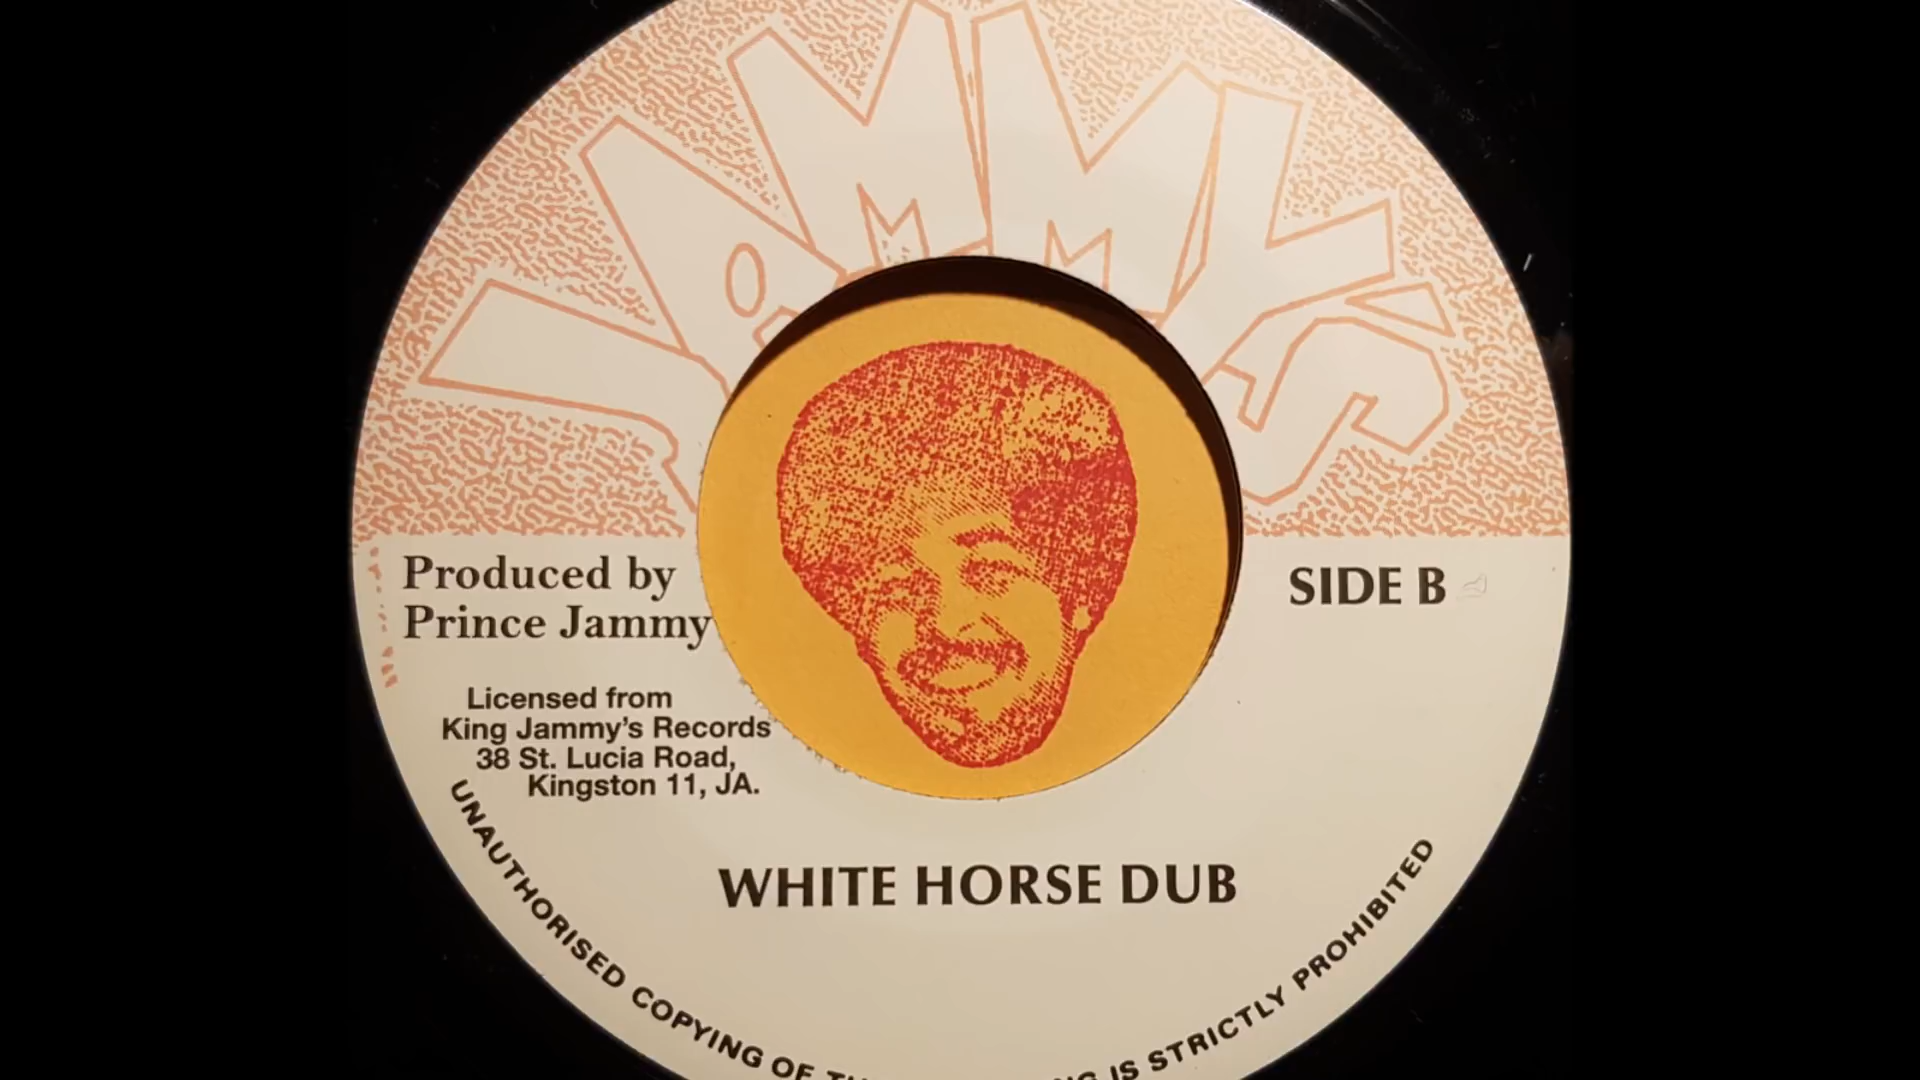 JAMMY'S
Produced by
Prince Jammy
SIDE B
Licensed from
King Jammy's Records
38 St. Lucia Road,
Kingston 11, JA.
WHITE HORSE DUB
UNAUTHORISED COPYING OF IS STRICTLY PROHIBITED